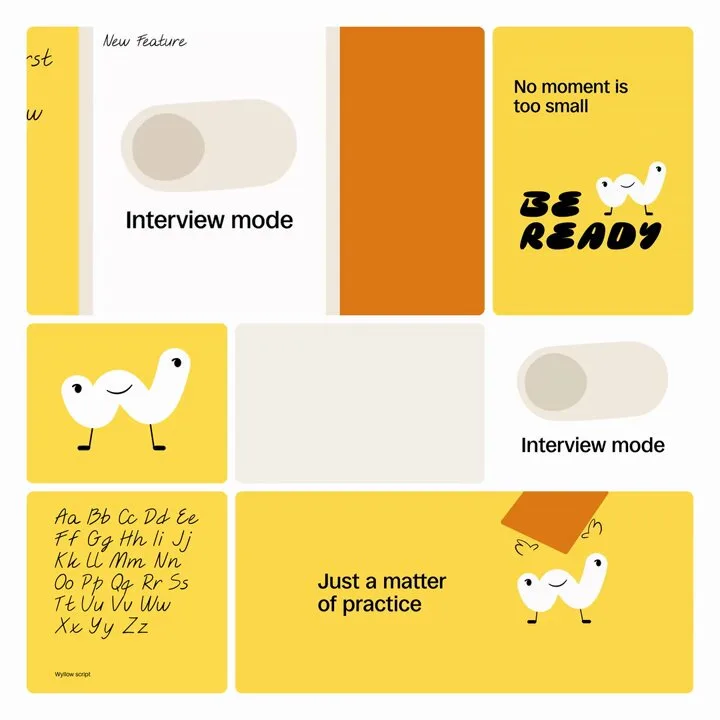 rst
w
New Feature
Interview mode
No moment is
too small
BE
READY
Interview mode
Aa Bb Cc Dd Ee
Ff Gg Hh Ii Jj
Kk Ll Mm Nn
Oo Pp Qq Rr Ss
Tt Uu Vv Ww
Xx Yy Zz
Wyllow script
Just a matter
of practice